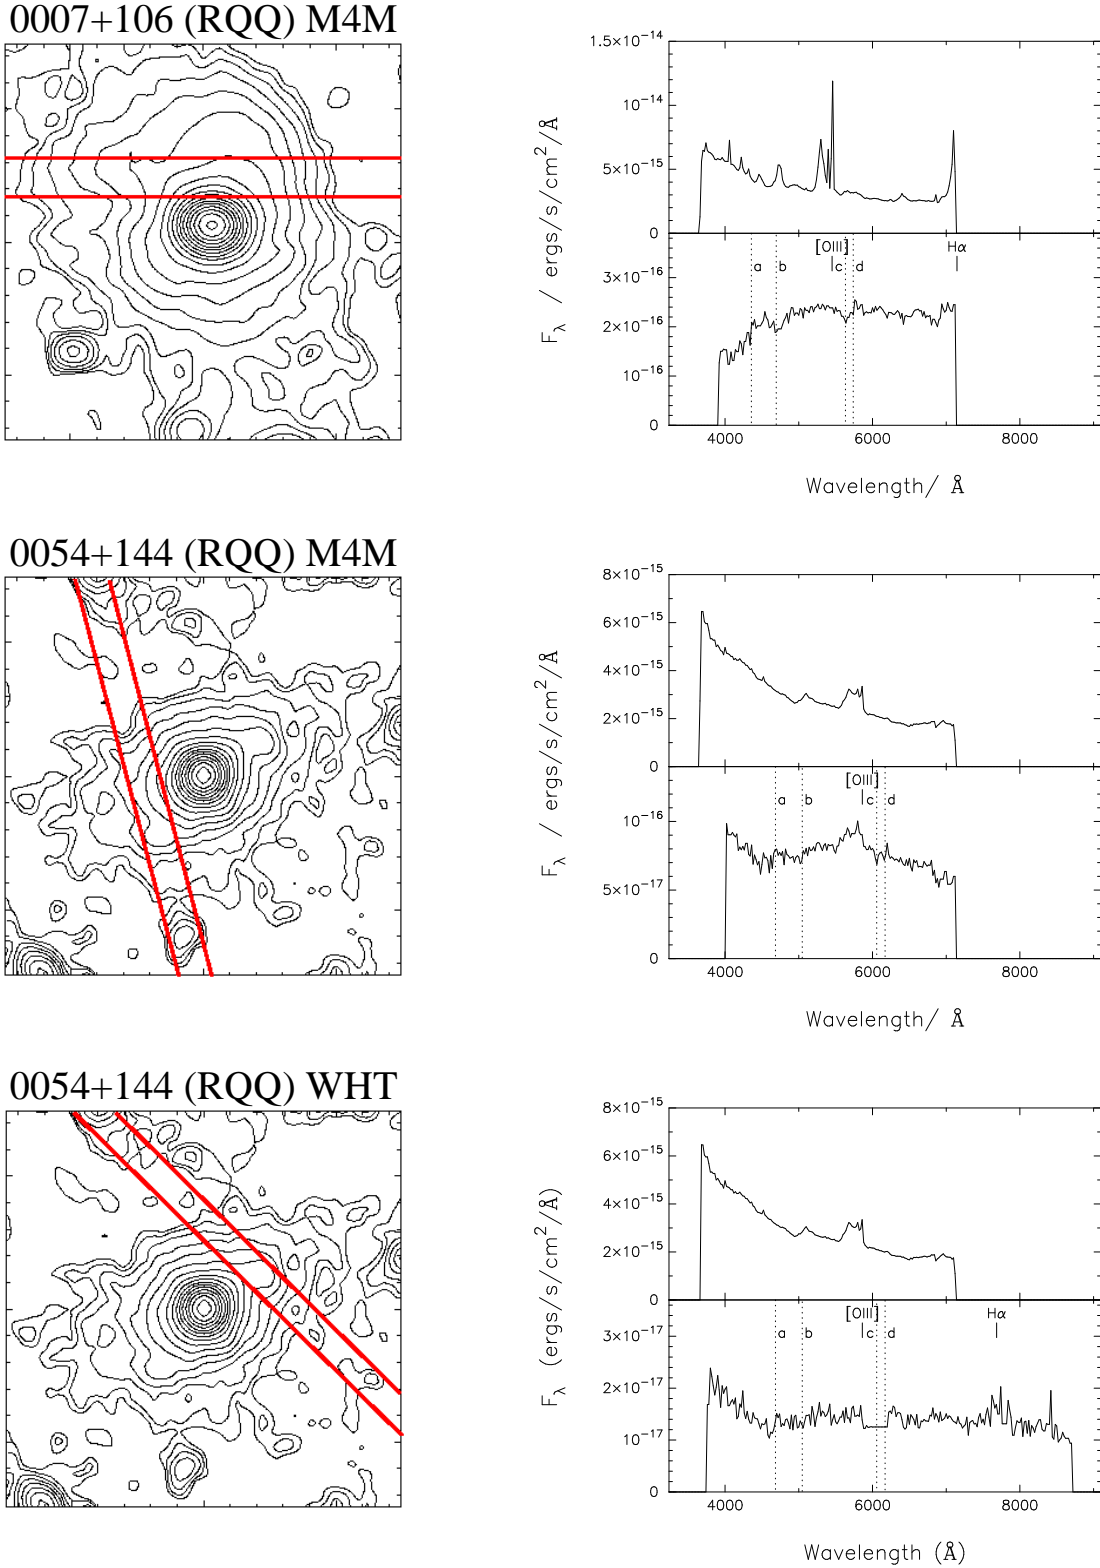 0007+106 (RQQ) M4M
1.5×10−14
10−14
5×10−15
0
[OIII] Hα
a b c d
3×10−16
2×10−16
10−16
0
Fλ / ergs/s/cm2/Å
4000 6000 8000
Wavelength/ Å
0054+144 (RQQ) M4M
8×10−15
6×10−15
4×10−15
2×10−15
0
[OIII]
a b c d
10−16
5×10−17
0
Fλ / ergs/s/cm2/Å
4000 6000 8000
Wavelength/ Å
0054+144 (RQQ) WHT
8×10−15
6×10−15
4×10−15
2×10−15
0
[OIII] Hα
a b c d
3×10−17
2×10−17
10−17
0
Fλ (ergs/s/cm2/Å)
4000 6000 8000
Wavelength (Å)